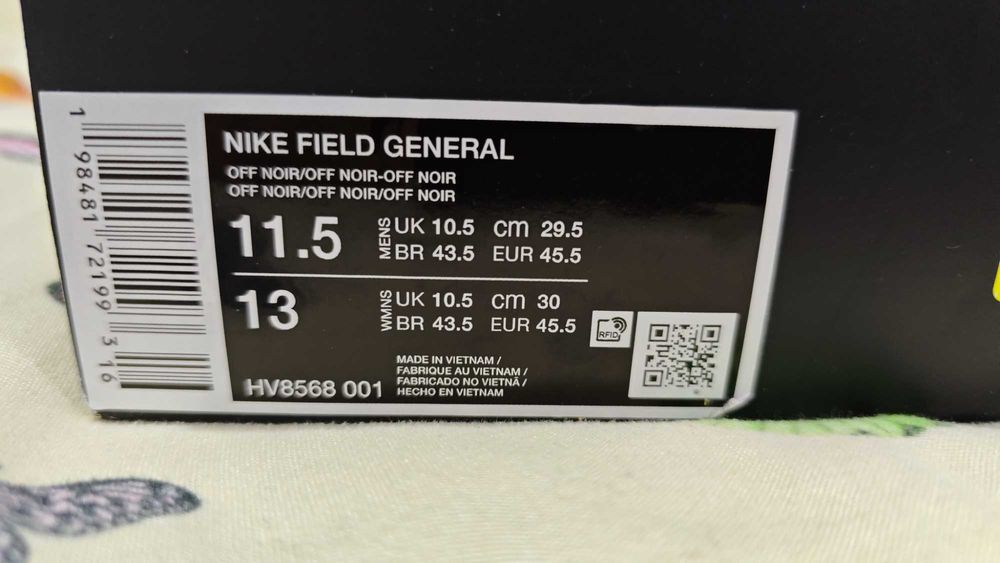 NIKE FIELD GENERAL
OFF NOIR/OFF NOIR-OFF NOIR
OFF NOIR/OFF NOIR/OFF NOIR
11.5 MENS UK 10.5 cm 29.5
BR 43.5 EUR 45.5
13 WMNS UK 10.5 cm 30
BR 43.5 EUR 45.5
RFID
MADE IN VIETNAM /
FABRIQUE AU VIETNAM /
FABRICADO NO VIETNÃ /
HECHO EN VIETNAM
HV8568 001
1 98481 72199 3 16